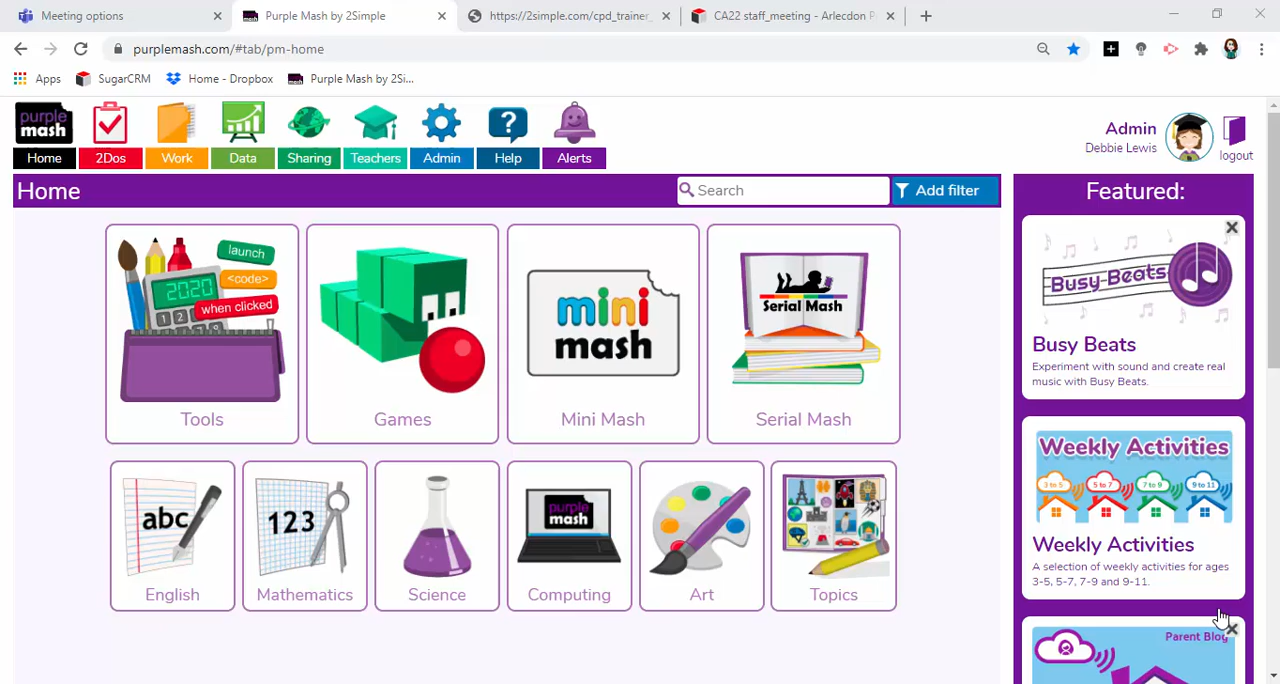 Meeting options
Purple Mash by 2Simple
https://2simple.com/cpd_trainer_
CA22 staff_meeting - Arlecdon P
purplemash.com/#tab/pm-home
Apps
SugarCRM
Home - Dropbox
Purple Mash by 2Si...
purple
mash
Home
2Dos
Work
Data
Sharing
Teachers
Admin
?
Help
Alerts
Admin
Debbie Lewis
logout
Home
Search
Add filter
Featured:
launch
<code>
when clicked
2020
Tools
Games
mini
mash
Mini Mash
Serial Mash
Serial Mash
abc
English
123
Mathematics
Science
purple
mash
Computing
Art
Topics
Busy-Beats
Busy Beats
Experiment with sound and create real
music with Busy Beats.
Weekly Activities
3 to 5
5 to 7
7 to 9
9 to 11
Weekly Activities
A selection of weekly activities for ages
3-5, 5-7, 7-9 and 9-11.
Parent Blog